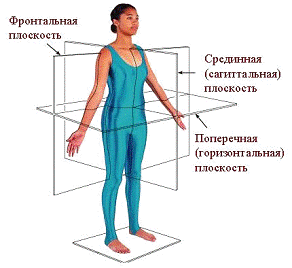 Фронтальная
плоскость
Срединная
(сагиттальная)
плоскость
Поперечная
(горизонтальная)
плоскость